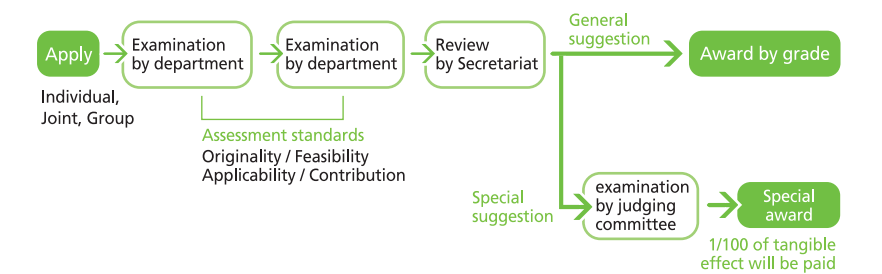 Apply
Individual,
Joint, Group
Examination
by department
Examination
by department
Assessment standards
Originality / Feasibility
Applicability / Contribution
Review
by Secretariat
General
suggestion
Award by grade
Special
suggestion
examination
by judging
committee
Special
award
1/100 of tangible
effect will be paid